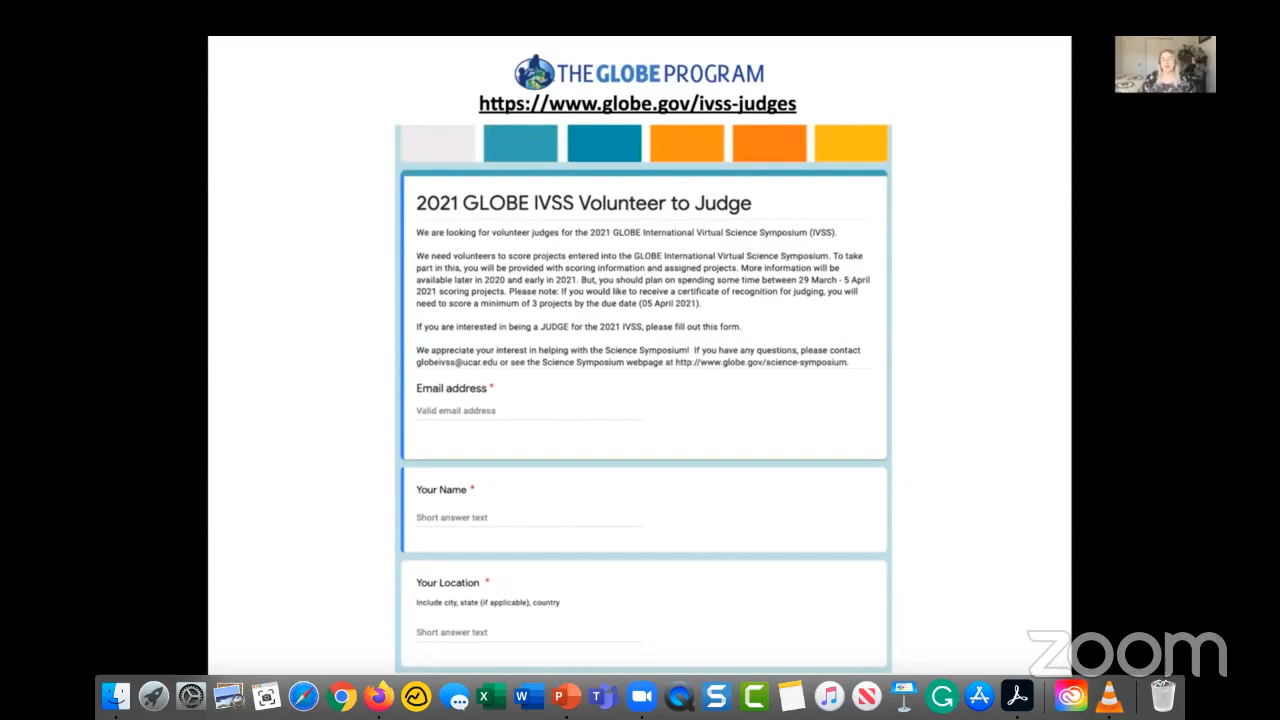 THE GLOBE PROGRAM
https://www.globe.gov/ivss-judges
2021 GLOBE IVSS Volunteer to Judge
We are looking for volunteer judges for the 2021 GLOBE International Virtual Science Symposium (IVSS).
We need volunteers to score projects entered into the GLOBE International Virtual Science Symposium. To take
part in this, you will be provided with scoring information and assigned projects. More information will be
available later in 2020 and early in 2021. But, you should plan on spending some time between 29 March - 5 April
2021 scoring projects. Please note: If you would like to receive a certificate of recognition for judging, you will
need to score a minimum of 3 projects by the due date (05 April 2021).
If you are interested in being a JUDGE for the 2021 IVSS, please fill out this form.
We appreciate your interest in helping with the Science Symposium! If you have any questions, please contact
globeivss@ucar.edu or see the Science Symposium webpage at http://www.globe.gov/science-symposium.
Email address *
Valid email address
Your Name *
Short answer text
Your Location *
Include city, state (if applicable), country
Short answer text
zoom